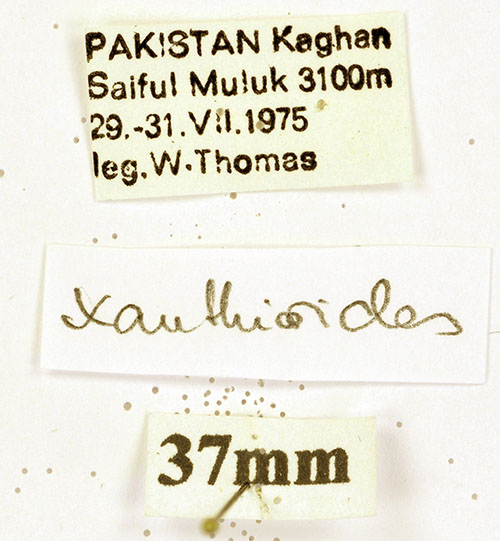 PAKISTAN Kaghan
Saiful Muluk 3100m
29.-31.VII.1975
leg.W.Thomas
xanthioides
37mm